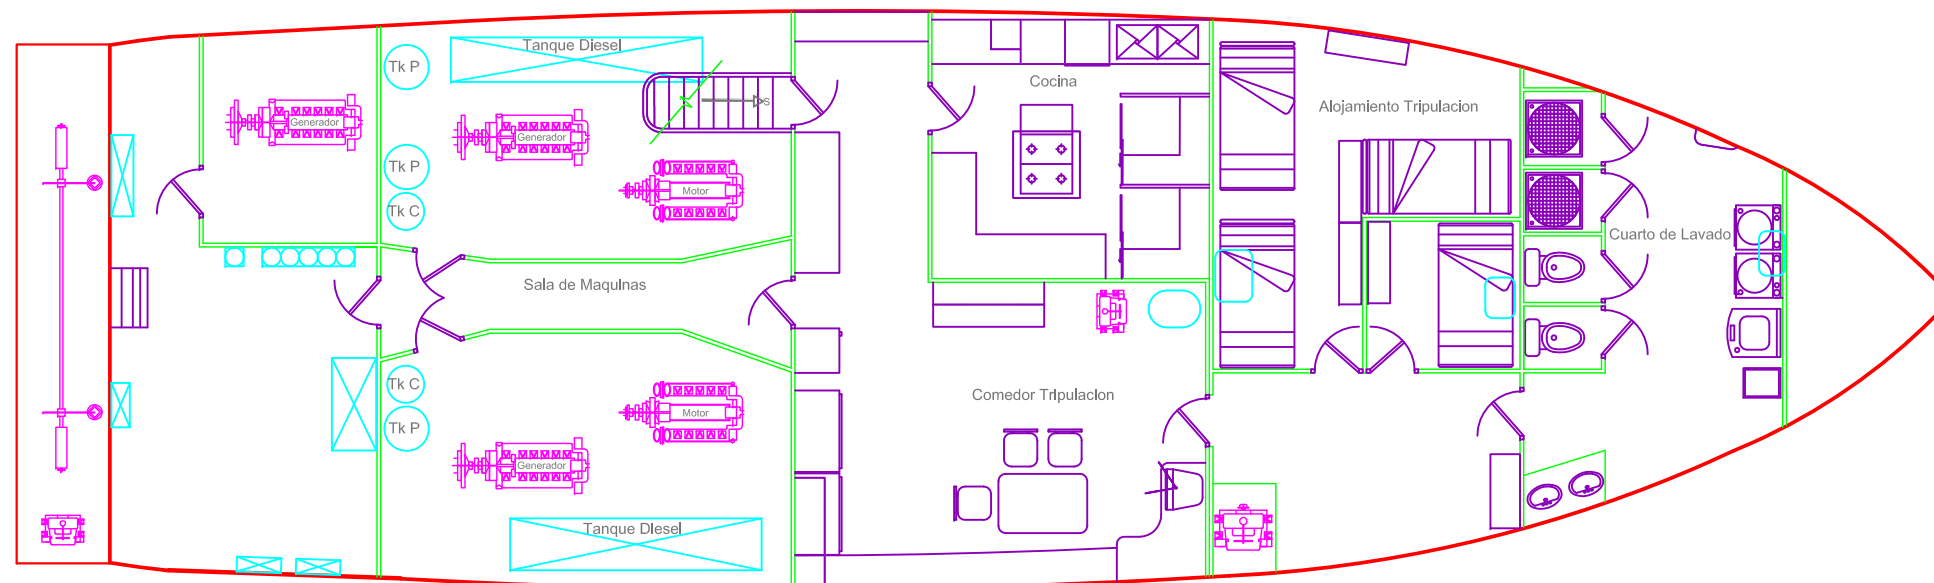 Tanque Diesel
Tk P
Cocina
s
Alojamiento Tripulacion
Generador
Generador
Tk P
Motor
Tk C
Cuarto de Lavado
Sala de Maquinas
Tk C
Comedor Tripulacion
Motor
Tk P
Generador
Tanque Diesel